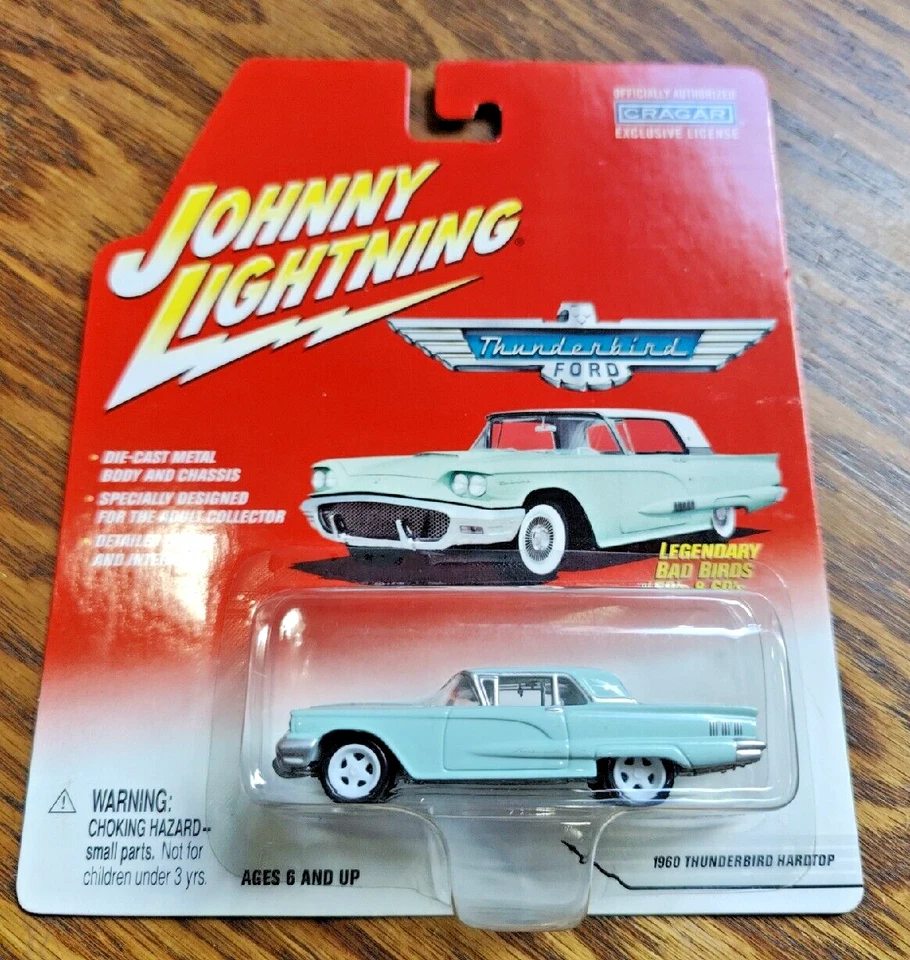 OFFICIALLY AUTHORIZED
CRAGAR
EXCLUSIVE LICENSE
JOHNNY
LIGHTNING®
Thunderbird
FORD
• DIE-CAST METAL
BODY AND CHASSIS
• SPECIALLY DESIGNED
FOR THE ADULT COLLECTOR
• DETAILED
AND
LEGENDARY
BAD BIRDS
& 60's
⚠ WARNING:
CHOKING HAZARD--
small parts. Not for
children under 3 yrs.
AGES 6 AND UP
1960 THUNDERBIRD HARDTOP